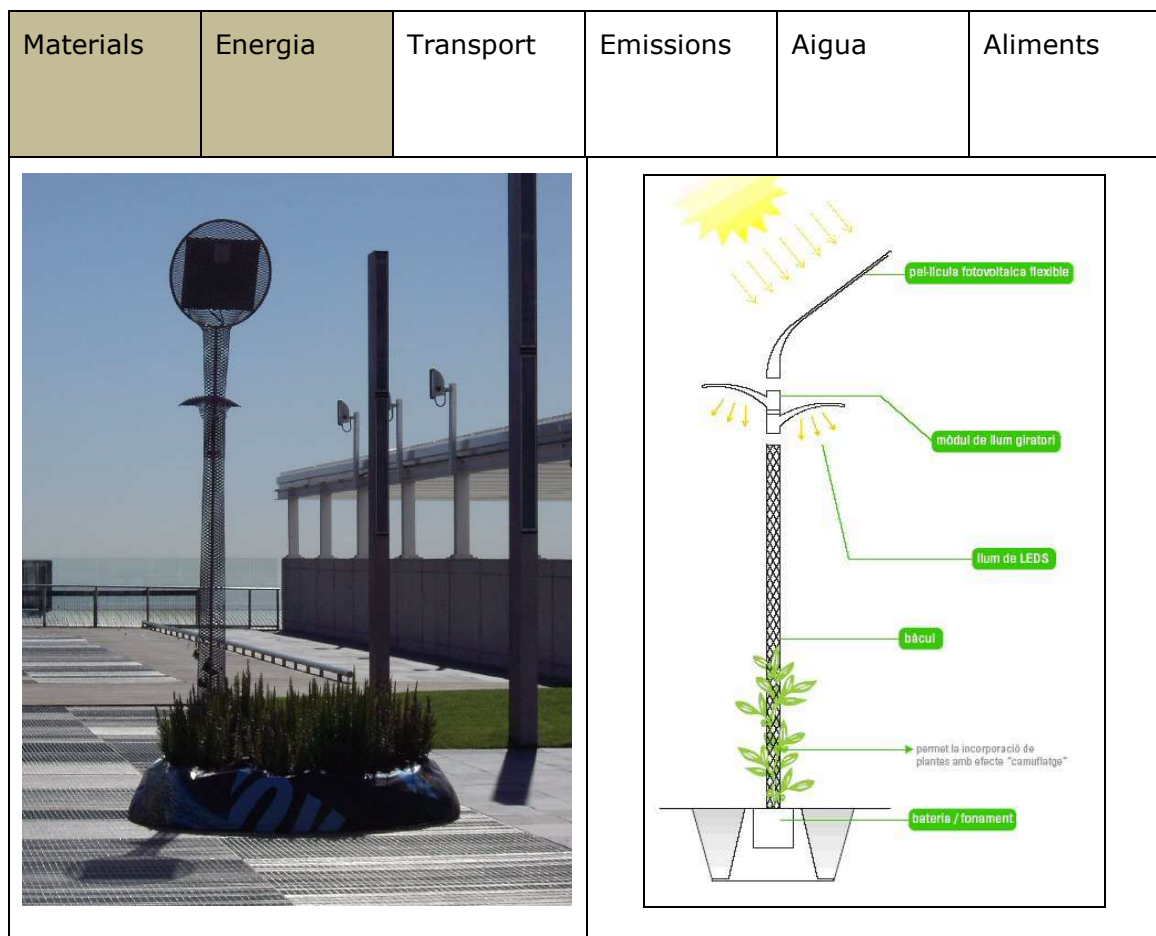 Materials
Energia
Transport
Emissions
Aigua
Aliments
pel·lícula fotovoltaica flexible
mòdul de llum giratori
llum de LEDS
bàcul
permet la incorporació de
plantes amb efecte "camuflatge"
bateria / fonament